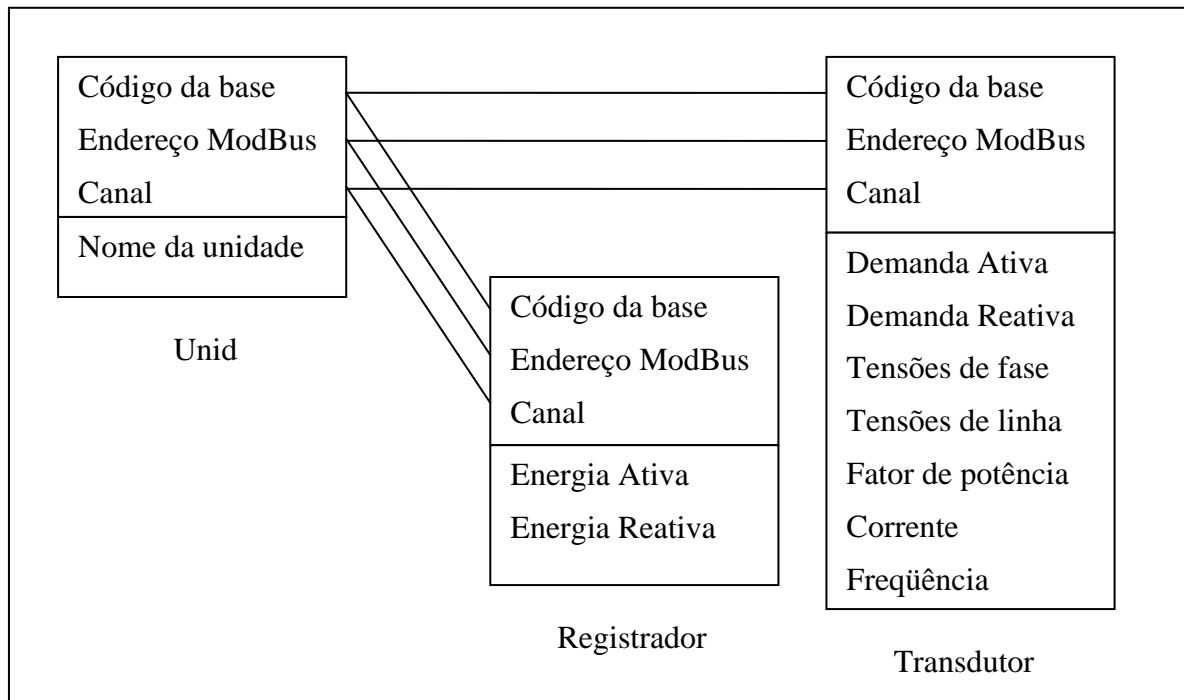 Código da base
Endereço ModBus
Canal
Nome da unidade
Unid
Código da base
Endereço ModBus
Canal
Energia Ativa
Energia Reativa
Registrador
Código da base
Endereço ModBus
Canal
Demanda Ativa
Demanda Reativa
Tensões de fase
Tensões de linha
Fator de potência
Corrente
Freqüência
Transdutor